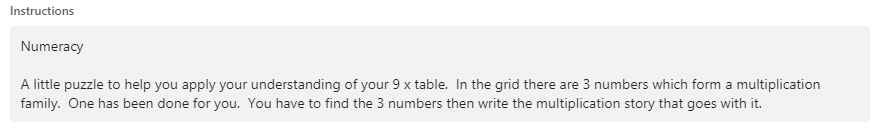 Instructions
Numeracy
A little puzzle to help you apply your understanding of your 9 x table.  In the grid there are 3 numbers which form a multiplication
family.  One has been done for you.  You have to find the 3 numbers then write the multiplication story that goes with it.